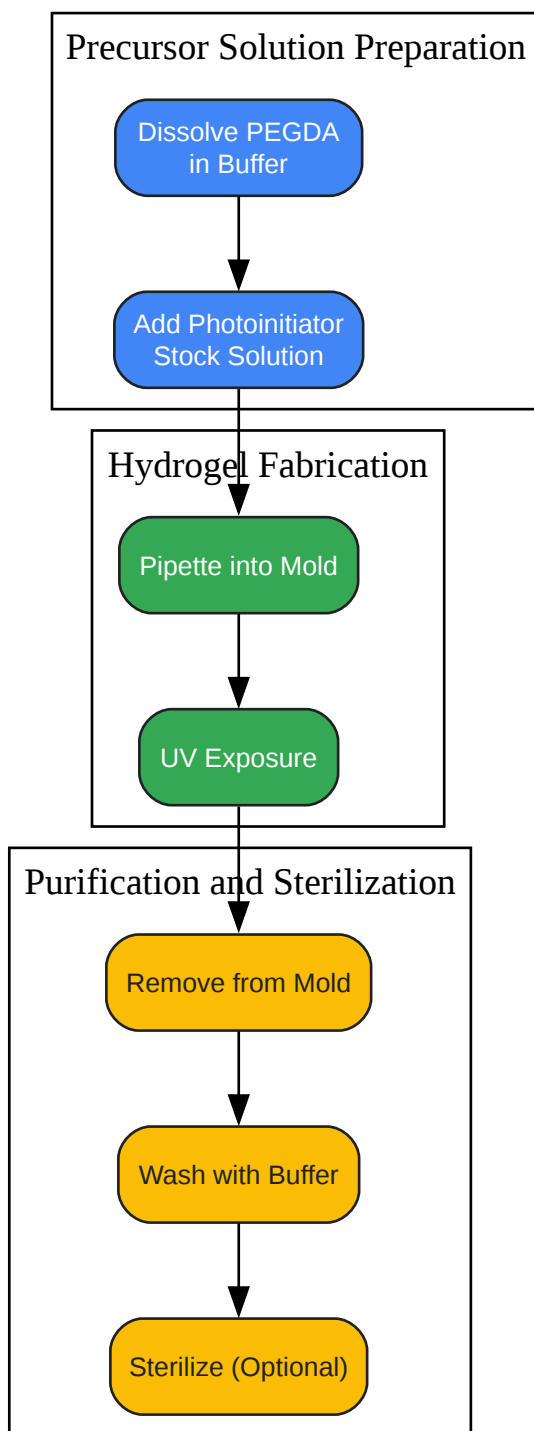 Precursor Solution Preparation
Dissolve PEGDA
in Buffer
Add Photoinitiator
Stock Solution
Hydrogel Fabrication
Pipette into Mold
UV Exposure
Purification and Sterilization
Remove from Mold
Wash with Buffer
Sterilize (Optional)